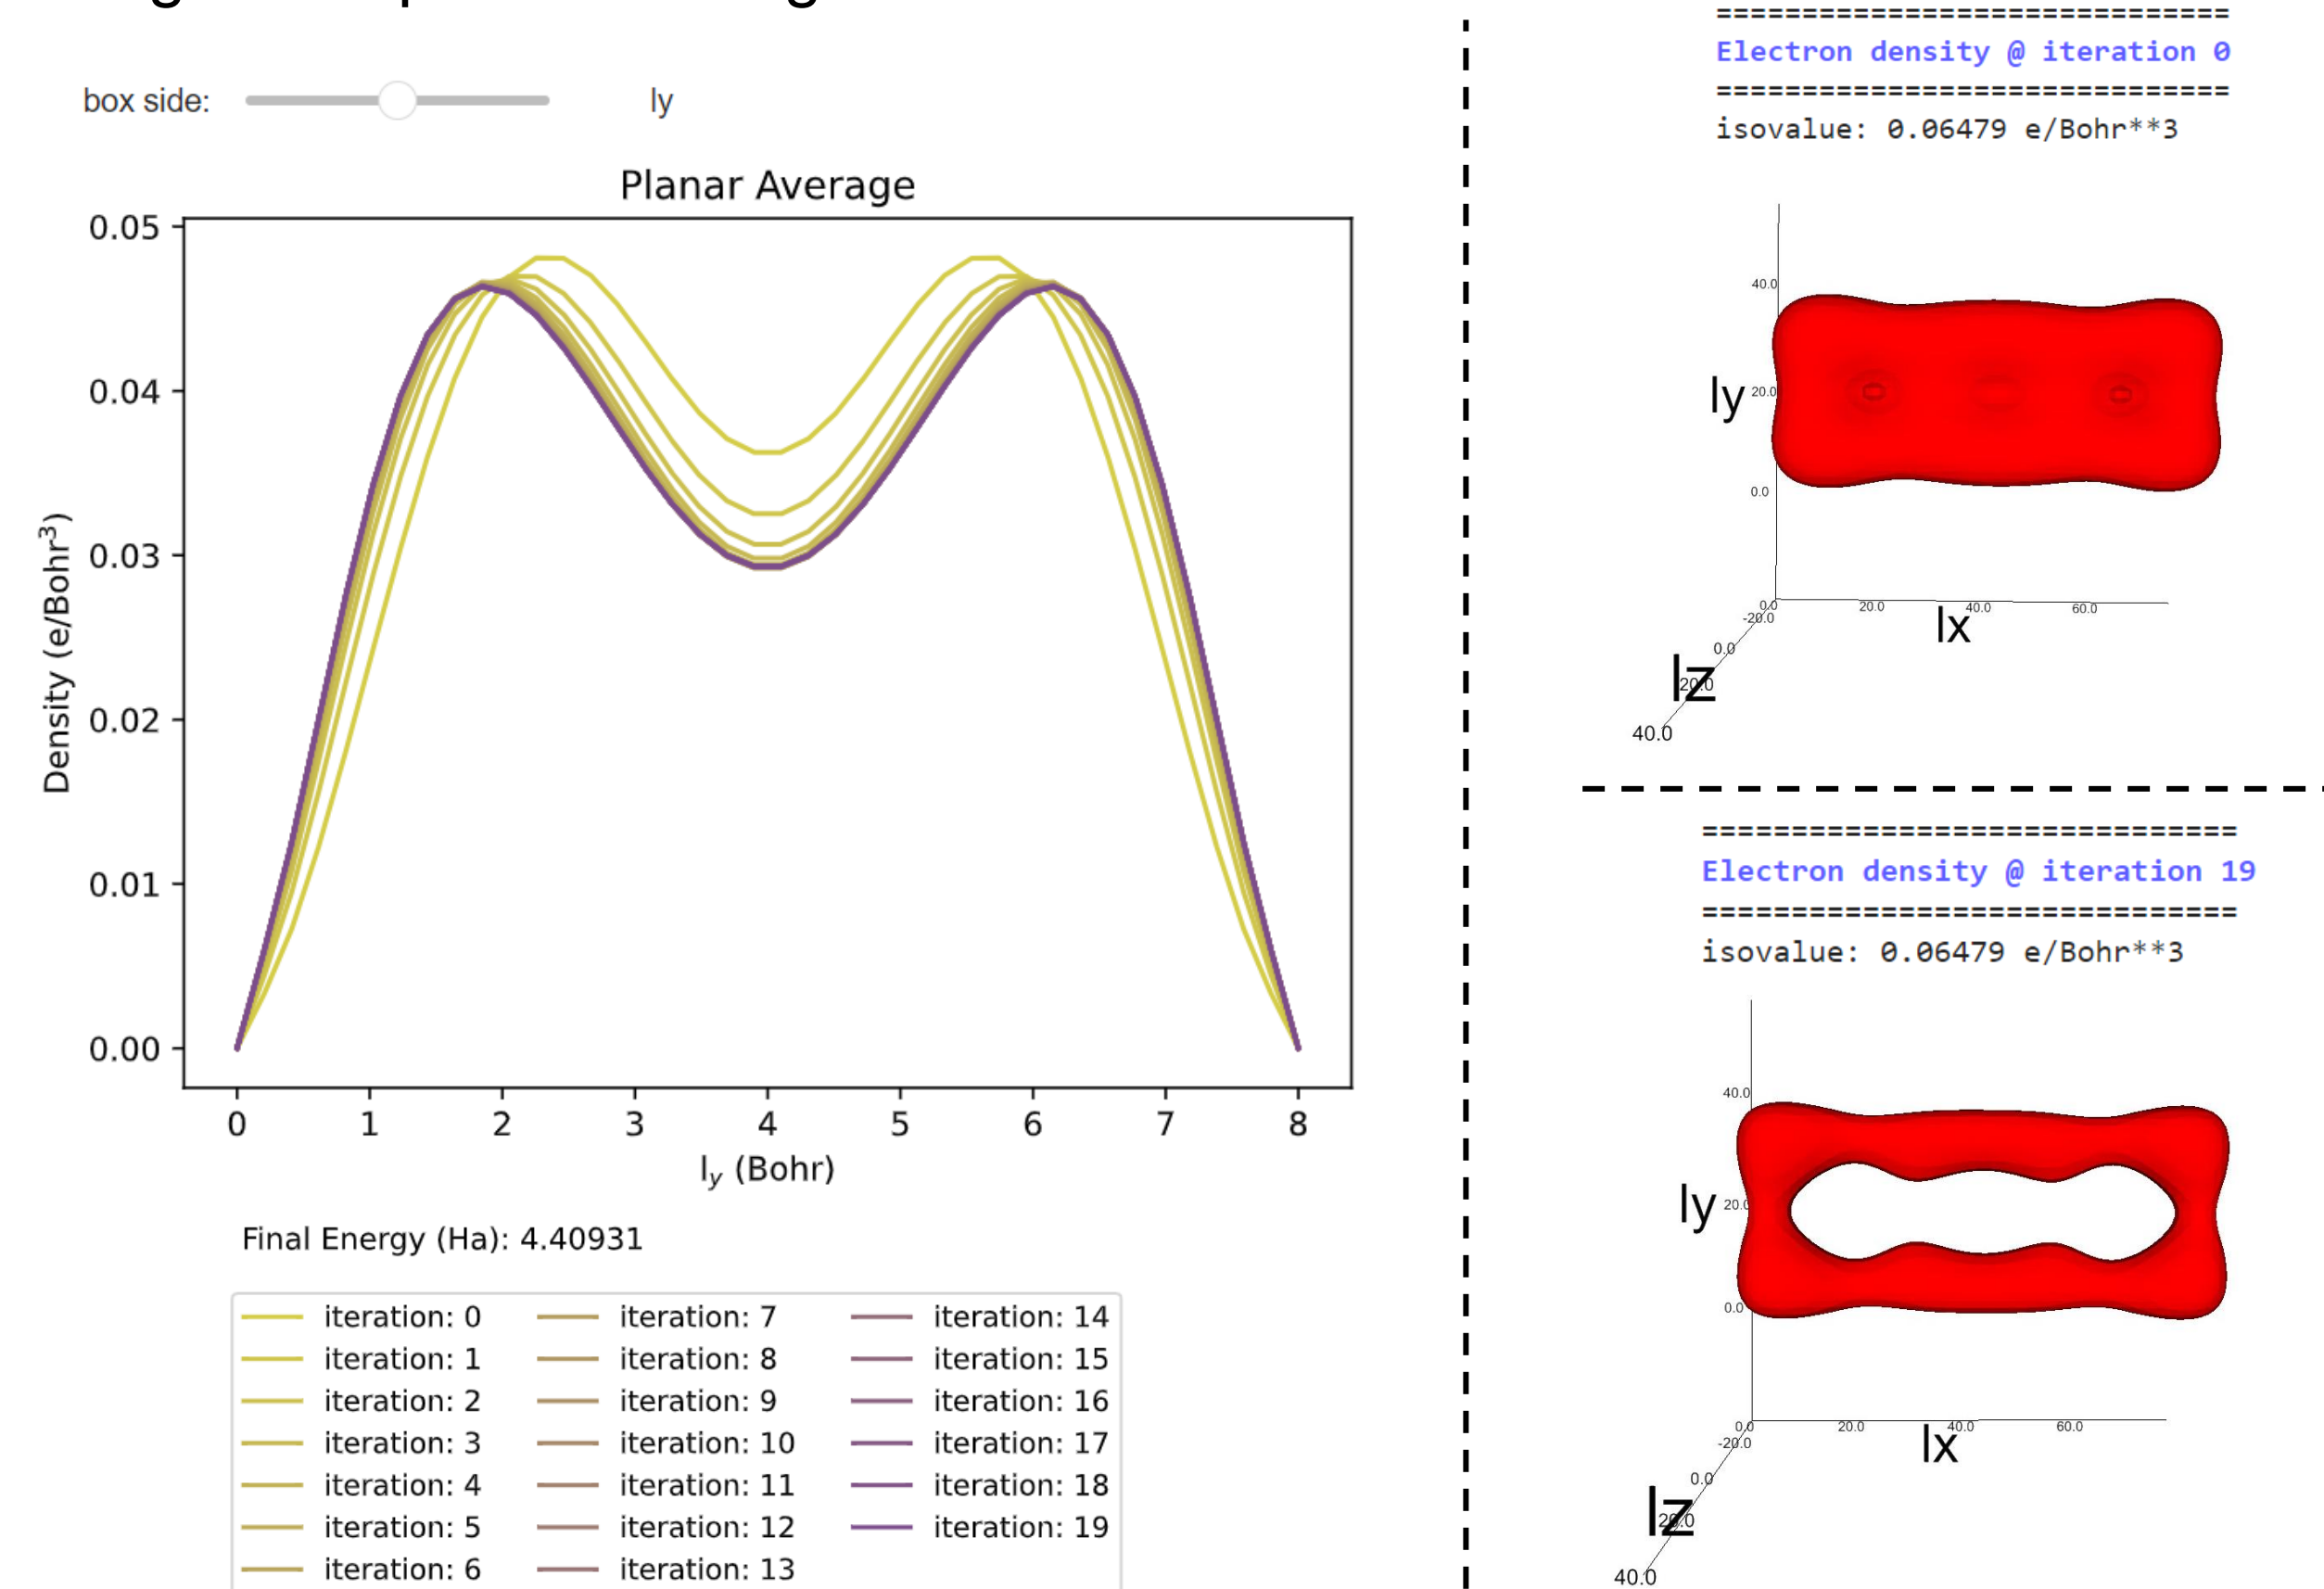 box side: ly
Planar Average
0.05
0.04
0.03
0.02
0.01
0.00
Density (e/Bohr³)
0 1 2 3 4 5 6 7 8
l_y (Bohr)
Final Energy (Ha): 4.40931
iteration: 0 iteration: 7 iteration: 14
iteration: 1 iteration: 8 iteration: 15
iteration: 2 iteration: 9 iteration: 16
iteration: 3 iteration: 10 iteration: 17
iteration: 4 iteration: 11 iteration: 18
iteration: 5 iteration: 12 iteration: 19
iteration: 6 iteration: 13
==============================
Electron density @ iteration 0
==============================
isovalue: 0.06479 e/Bohr**3
40.0
ly 20.0
0.0
0.0 20.0 40.0 60.0
-20.0
lx
0.0
lz
20.0
40.0
==============================
Electron density @ iteration 19
==============================
isovalue: 0.06479 e/Bohr**3
40.0
ly 20.0
0.0
0.0 20.0 40.0 60.0
-20.0
lx
0.0
lz
20.0
40.0